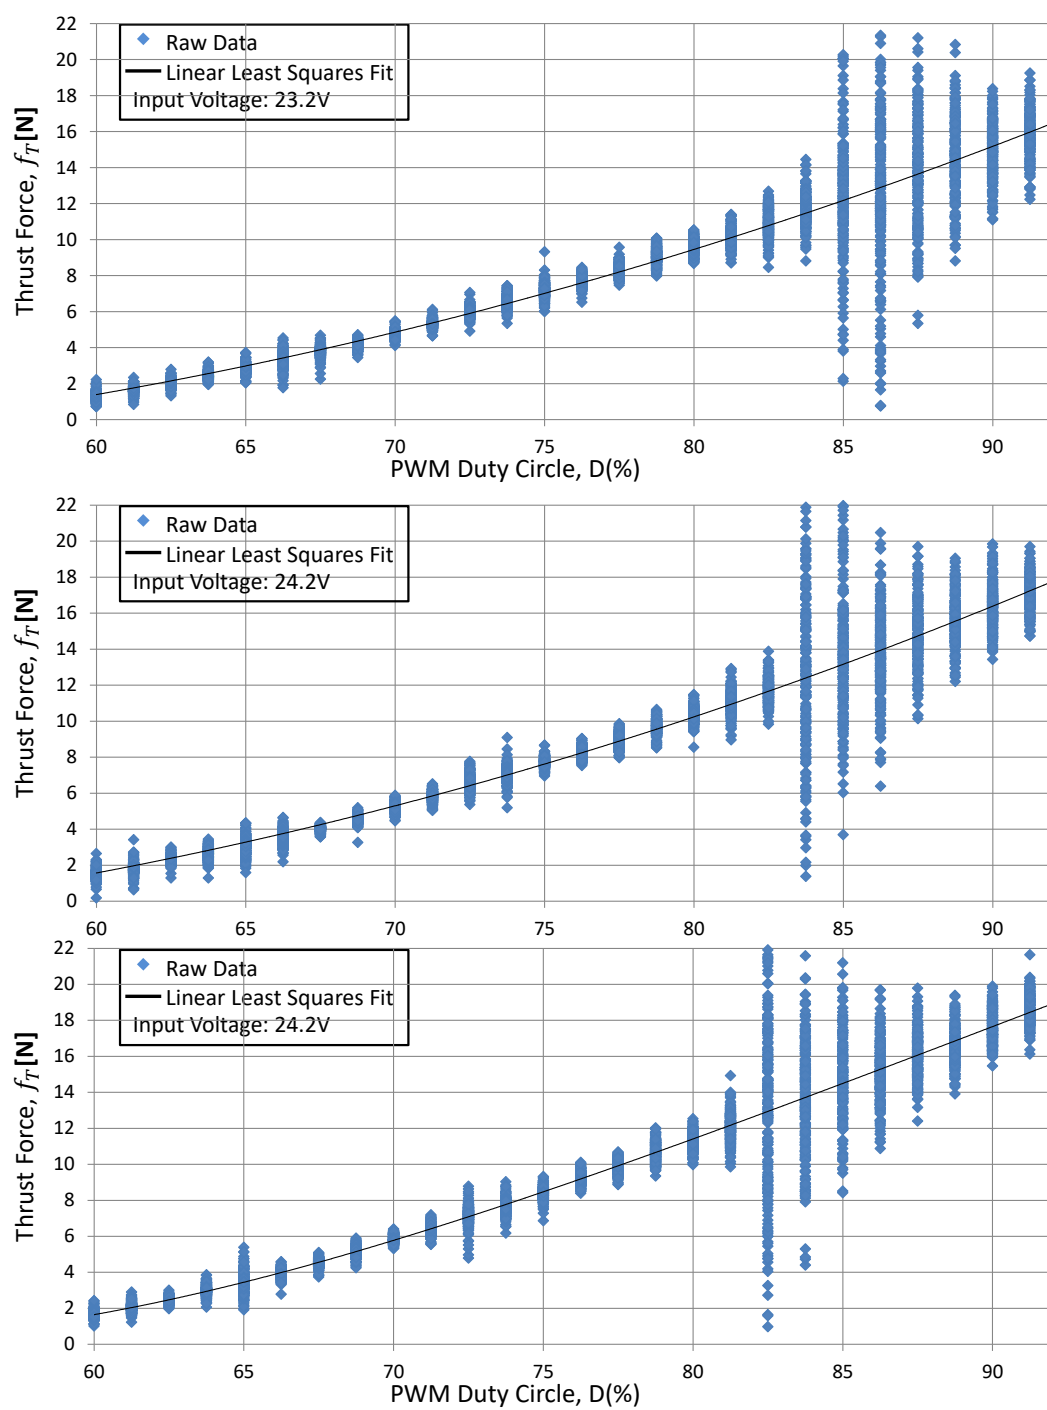 22
20
18
16
14
12
10
8
6
4
2
0
Thrust Force, f_T[N]
Raw Data
Linear Least Squares Fit
Input Voltage: 23.2V
60 65 70 75 80 85 90
PWM Duty Circle, D(%)
22
20
18
16
14
12
10
8
6
4
2
0
Thrust Force, f_T[N]
Raw Data
Linear Least Squares Fit
Input Voltage: 24.2V
60 65 70 75 80 85 90
22
20
18
16
14
12
10
8
6
4
2
0
Thrust Force, f_T[N]
Raw Data
Linear Least Squares Fit
Input Voltage: 24.2V
60 65 70 75 80 85 90
PWM Duty Circle, D(%)